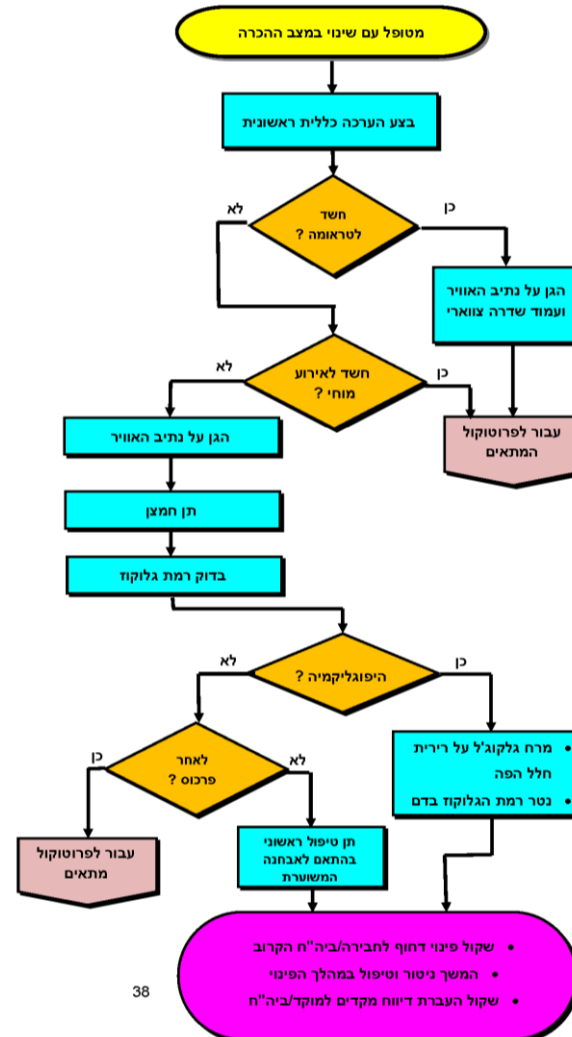 מטופל עם שינוי במצב ההכרה
בצע הערכה כללית ראשונית
חשד
לטראומה ?
כן
לא
הגן על נתיב האוויר
ועמוד שדרה צווארי
חשד לאירוע
מוחי ?
כן
לא
עבור לפרוטוקול
המתאים
הגן על נתיב האוויר
תן חמצן
בדוק רמת גלוקוז
היפוגליקמיה ?
כן
לא
• מרח גלקוג'ל על רירית
חלל הפה
• נטר רמת הגלוקוז בדם
לאחר
פרכוס ?
לא
כן
תן טיפול ראשוני
בהתאם לאבחנה
המשוערת
עבור לפרוטוקול
מתאים
• שקול פינוי דחוף לחבירה/ביה"ח הקרוב
• המשך ניטור וטיפול במהלך הפינוי
• שקול העברת דיווח מקדים למוקד/ביה"ח
38